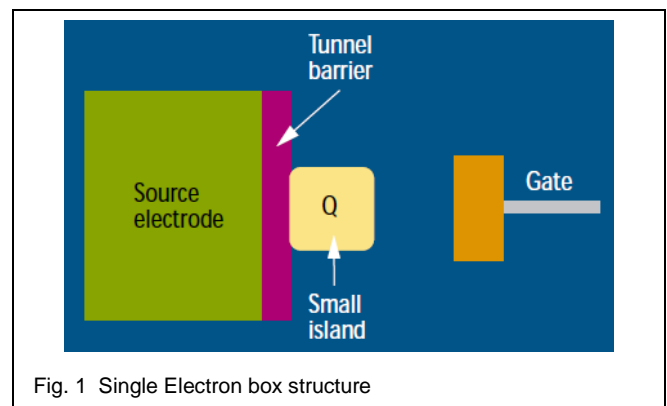 Tunnel
barrier
Source
electrode
Q
Gate
Small
island
Fig. 1 Single Electron box structure